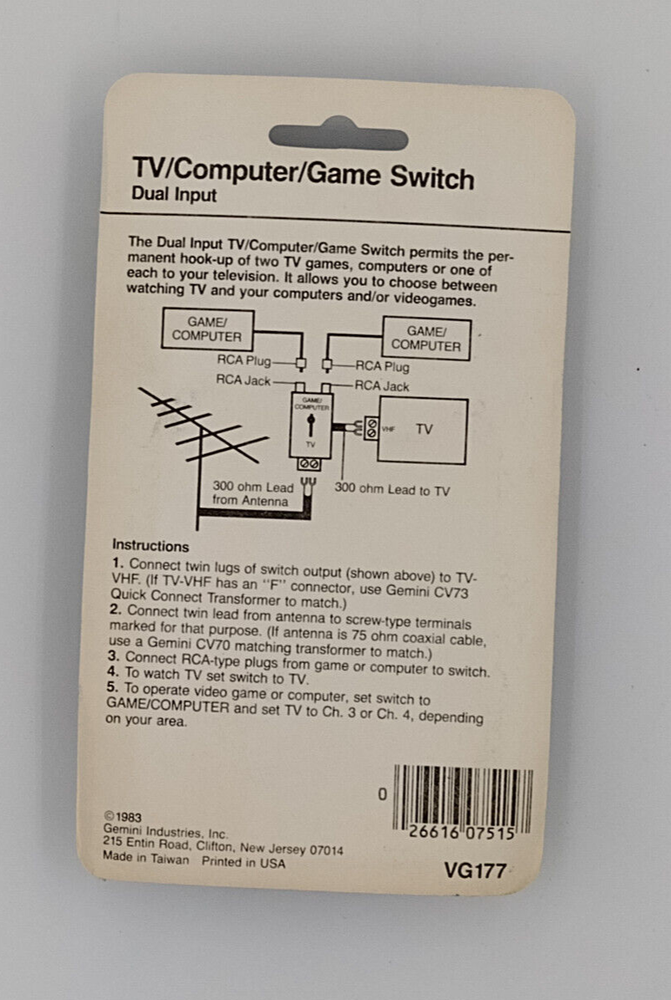 TV/Computer/Game Switch
Dual Input
The Dual Input TV/Computer/Game Switch permits the per-
manent hook-up of two TV games, computers or one of
each to your television. It allows you to choose between
watching TV and your computers and/or videogames.
GAME/
COMPUTER
GAME/
COMPUTER
RCA Plug
RCA Plug
RCA Jack
RCA Jack
GAME/
COMPUTER
TV
VHF
TV
300 ohm Lead
from Antenna
300 ohm Lead to TV
Instructions
1. Connect twin lugs of switch output (shown above) to TV-
VHF. (If TV-VHF has an "F" connector, use Gemini CV73
Quick Connect Transformer to match.)
2. Connect twin lead from antenna to screw-type terminals
marked for that purpose. (If antenna is 75 ohm coaxial cable,
use a Gemini CV70 matching transformer to match.)
3. Connect RCA-type plugs from game or computer to switch.
4. To watch TV set switch to TV.
5. To operate video game or computer, set switch to
GAME/COMPUTER and set TV to Ch. 3 or Ch. 4, depending
on your area.
0
26616 07515
©1983
Gemini Industries, Inc.
215 Entin Road, Clifton, New Jersey 07014
Made in Taiwan Printed in USA
VG177